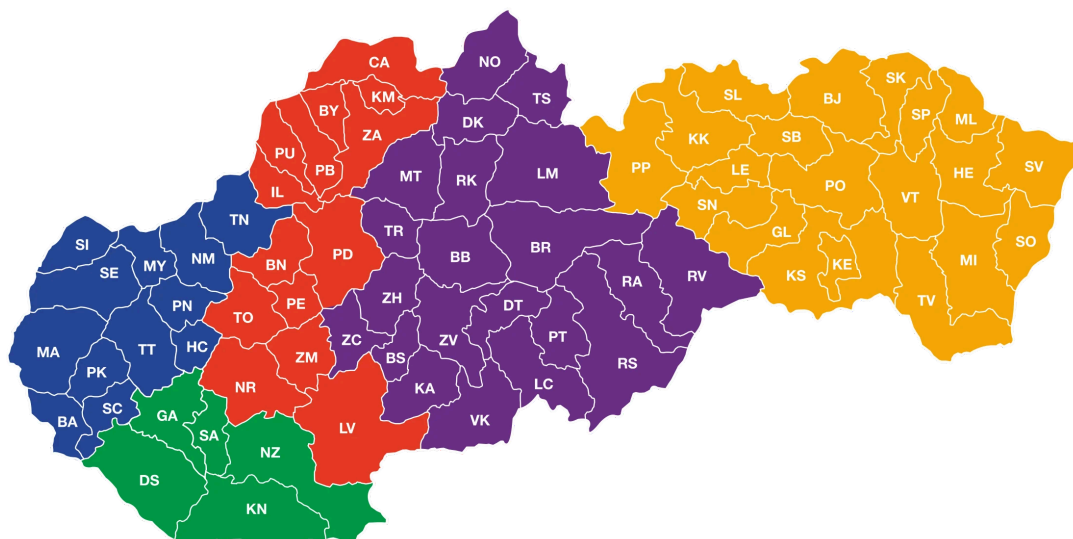 NO
CA
TS
KM
BY
DK
ZA
PU
PB
IL
MT
RK
LM
SK
SL
BJ
SP
ML
KK
SB
PP
LE
HE
SV
PO
SN
VT
GL
SO
KS
KE
MI
TV
TN
SI
SE
MY
NM
PN
MA
TT
HC
PK
SC
BA
TR
BB
BR
PD
BN
PE
TO
ZH
ZC
BS
ZV
DT
RA
RV
PT
RS
LC
KA
VK
ZM
NR
LV
GA
SA
NZ
DS
KN